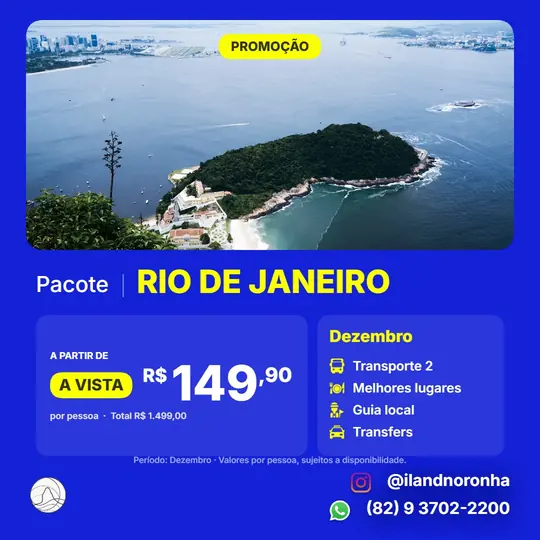 PROMOÇÃO
Pacote | RIO DE JANEIRO
A PARTIR DE
A VISTA R$ 149,90
por pessoa · Total R$ 1.499,00
Dezembro
Transporte 2
Melhores lugares
Guia local
Transfers
Período: Dezembro · Valores por pessoa, sujeitos a disponibilidade.
@ilandnoronha
(82) 9 3702-2200